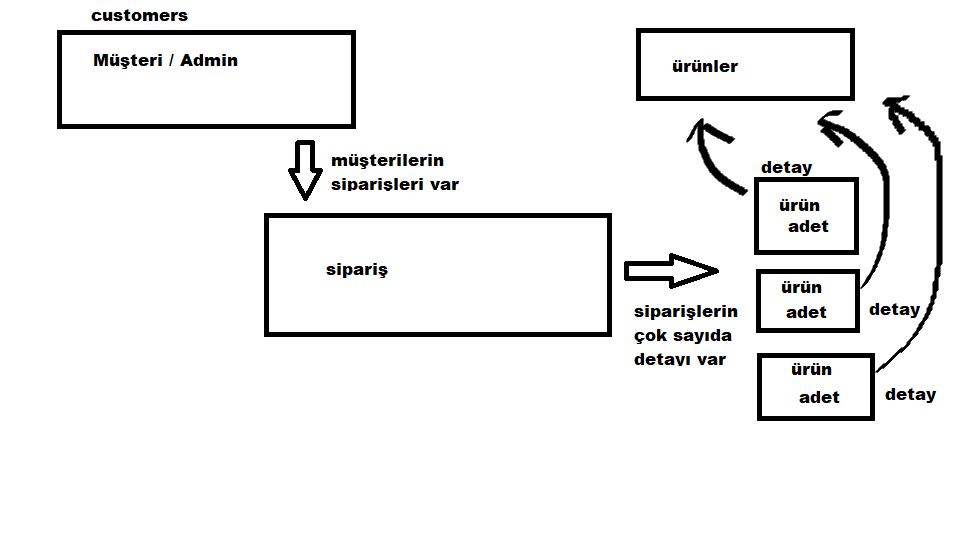 customers
Müşteri / Admin
müşterilerin
siparişleri var
sipariş
siparişlerin
çok sayıda
detayı var
ürünler
detay
ürün
adet
ürün
adet
detay
ürün
adet
detay